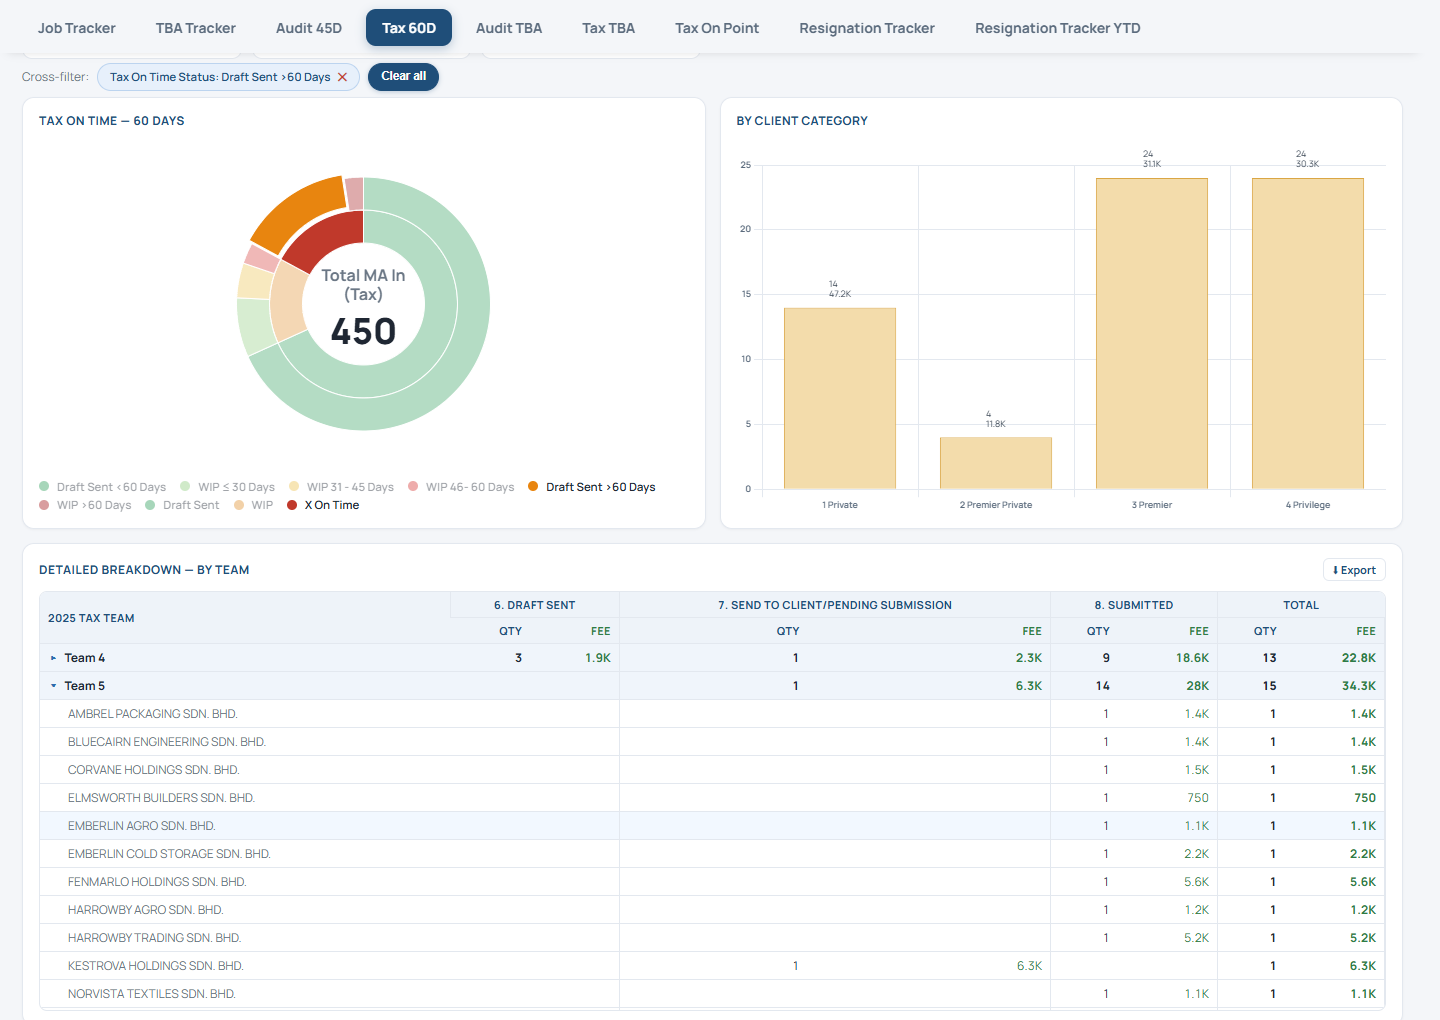 Job Tracker TBA Tracker Audit 45D Tax 60D Audit TBA Tax TBA Tax On Point Resignation Tracker Resignation Tracker YTD
Cross-filter: Tax On Time Status: Draft Sent >60 Days ✕ Clear all
TAX ON TIME — 60 DAYS
Total MA In
(Tax)
450
Draft Sent <60 Days WIP ≤ 30 Days WIP 31 - 45 Days WIP 46- 60 Days Draft Sent >60 Days
WIP >60 Days Draft Sent WIP X On Time
BY CLIENT CATEGORY
25
20
15
10
5
0
14
47.2K
4
11.8K
24
31.1K
24
30.3K
1 Private 2 Premier Private 3 Premier 4 Privilege
DETAILED BREAKDOWN — BY TEAM
⬇ Export
2025 TAX TEAM 6. DRAFT SENT 7. SEND TO CLIENT/PENDING SUBMISSION 8. SUBMITTED TOTAL
QTY FEE QTY FEE QTY FEE QTY FEE
Team 4 3 1.9K 1 2.3K 9 18.6K 13 22.8K
Team 5 1 6.3K 14 28K 15 34.3K
AMBREL PACKAGING SDN. BHD. 1 1.4K 1 1.4K
BLUECAIRN ENGINEERING SDN. BHD. 1 1.4K 1 1.4K
CORVANE HOLDINGS SDN. BHD. 1 1.5K 1 1.5K
ELMSWORTH BUILDERS SDN. BHD. 1 750 1 750
EMBERLIN AGRO SDN. BHD. 1 1.1K 1 1.1K
EMBERLIN COLD STORAGE SDN. BHD. 1 2.2K 1 2.2K
FENMARLO HOLDINGS SDN. BHD. 1 5.6K 1 5.6K
HARROWBY AGRO SDN. BHD. 1 1.2K 1 1.2K
HARROWBY TRADING SDN. BHD. 1 5.2K 1 5.2K
KESTROVA HOLDINGS SDN. BHD. 1 6.3K 1 6.3K
NORVISTA TEXTILES SDN. BHD. 1 1.1K 1 1.1K